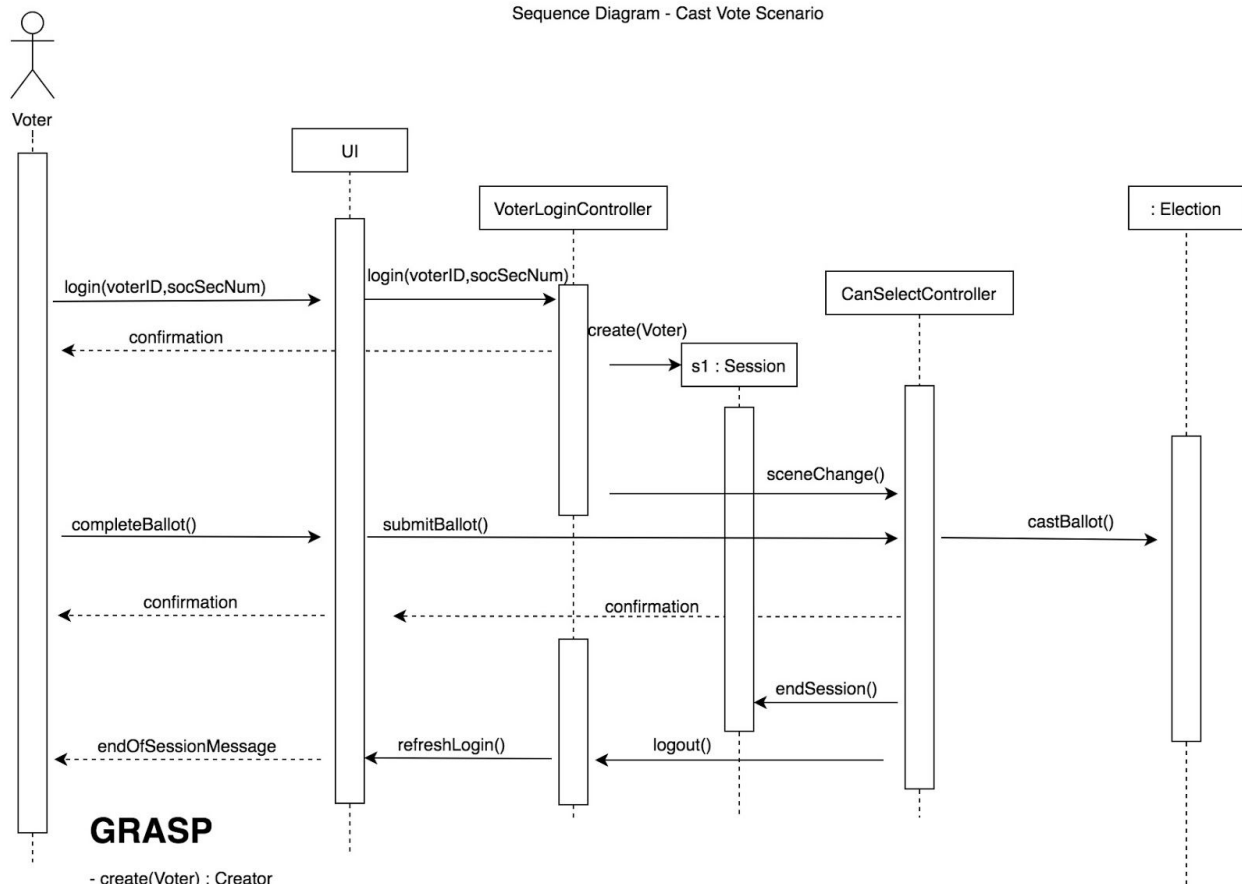 Sequence Diagram - Cast Vote Scenario
Voter
UI
VoterLoginController
: Election
login(voterID,socSecNum)
login(voterID,socSecNum)
CanSelectController
confirmation
create(Voter)
s1 : Session
sceneChange()
completeBallot()
submitBallot()
castBallot()
confirmation
confirmation
endSession()
endOfSessionMessage
refreshLogin()
logout()
GRASP
- create(Voter) : Creator